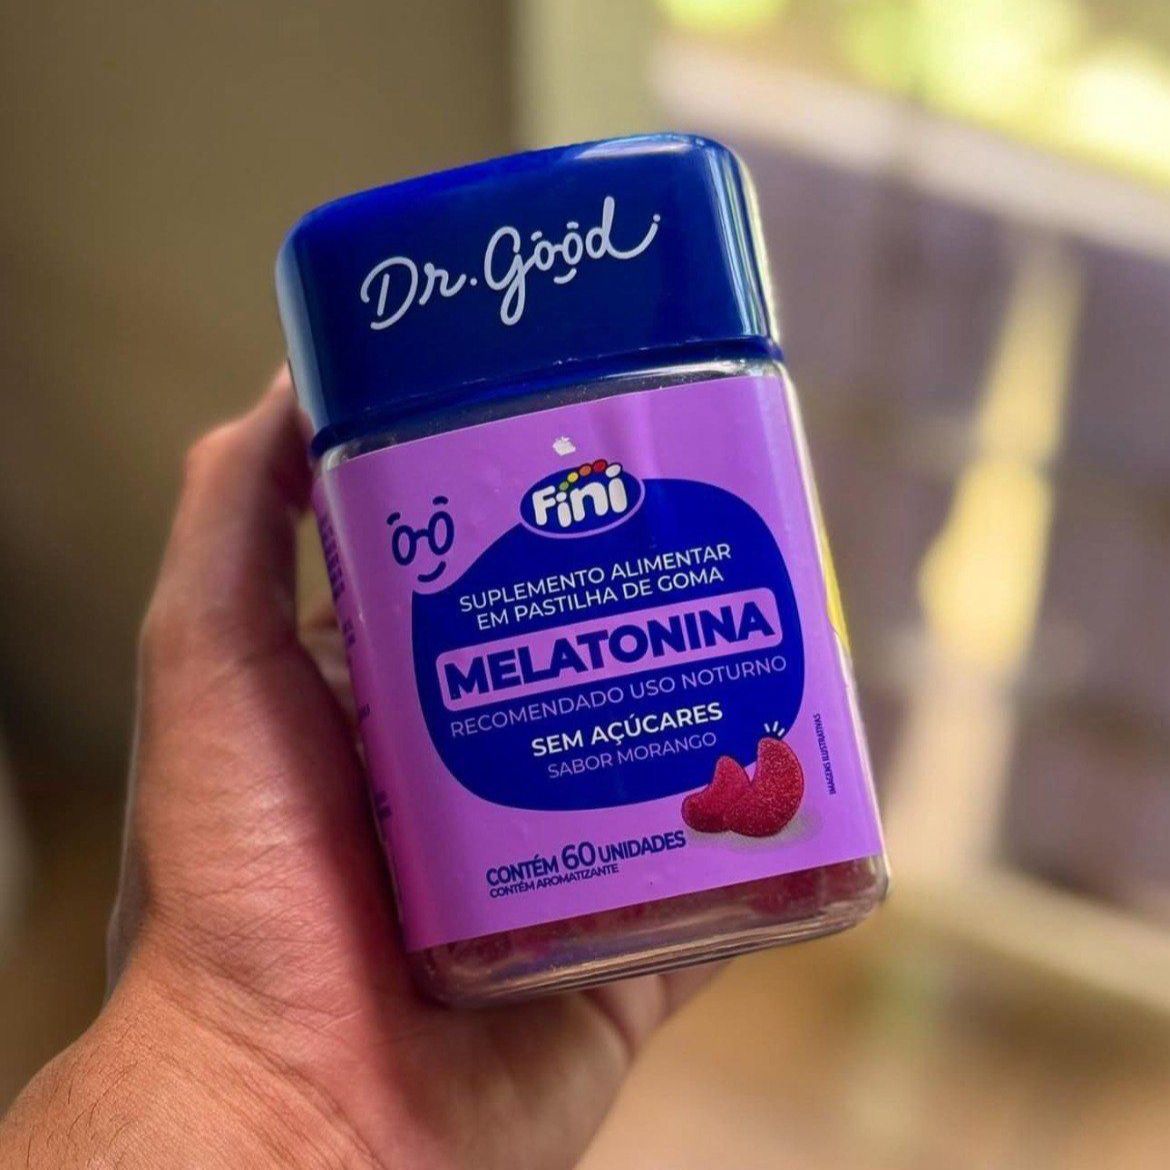 Dr. Good
Fini
SUPLEMENTO ALIMENTAR
EM PASTILHA DE GOMA
MELATONINA
RECOMENDADO USO NOTURNO
SEM AÇÚCARES
SABOR MORANGO
IMAGENS ILUSTRATIVAS
CONTÉM 60 UNIDADES
CONTÉM AROMATIZANTE